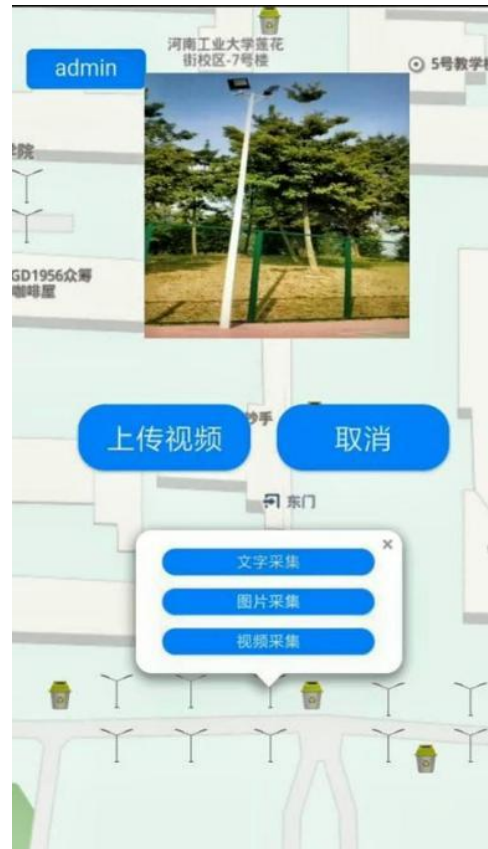 河南工业大学莲花
街校区-7号楼
admin
5号教学
学院
GD1956众筹
咖啡屋
抄手
上传视频
取消
东门
×
文字采集
图片采集
视频采集